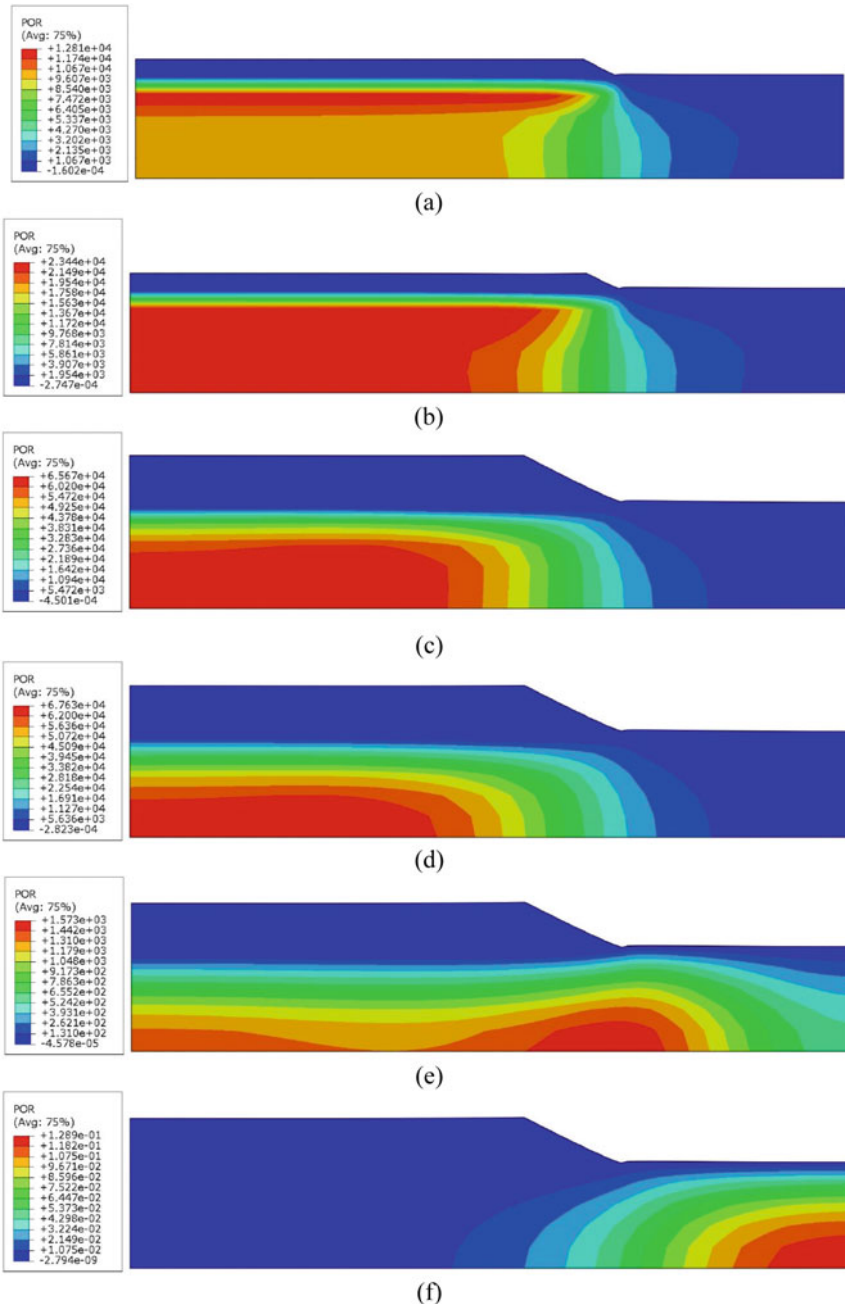 POR
(Avg: 75%)
+1.281e+04
+1.174e+04
+1.067e+04
+9.607e+03
+8.540e+03
+7.472e+03
+6.405e+03
+5.337e+03
+4.270e+03
+3.202e+03
+2.135e+03
+1.067e+03
-1.602e-04
(a)
POR
(Avg: 75%)
+2.344e+04
+2.149e+04
+1.954e+04
+1.758e+04
+1.563e+04
+1.367e+04
+1.172e+04
+9.768e+03
+7.814e+03
+5.861e+03
+3.907e+03
+1.954e+03
-2.747e-04
(b)
POR
(Avg: 75%)
+6.567e+04
+6.020e+04
+5.472e+04
+4.925e+04
+4.378e+04
+3.831e+04
+3.283e+04
+2.736e+04
+2.189e+04
+1.642e+04
+1.094e+04
+5.472e+03
-4.501e-04
(c)
POR
(Avg: 75%)
+6.763e+04
+6.200e+04
+5.636e+04
+5.072e+04
+4.509e+04
+3.945e+04
+3.382e+04
+2.818e+04
+2.254e+04
+1.691e+04
+1.127e+04
+5.636e+03
-2.823e-04
(d)
POR
(Avg: 75%)
+1.573e+03
+1.442e+03
+1.310e+03
+1.179e+03
+1.048e+03
+9.173e+02
+7.863e+02
+6.552e+02
+5.242e+02
+3.931e+02
+2.621e+02
+1.310e+02
-4.578e-05
(e)
POR
(Avg: 75%)
+1.289e-01
+1.182e-01
+1.075e-01
+9.671e-02
+8.596e-02
+7.522e-02
+6.447e-02
+5.373e-02
+4.298e-02
+3.224e-02
+2.149e-02
+1.075e-02
-2.794e-09
(f)